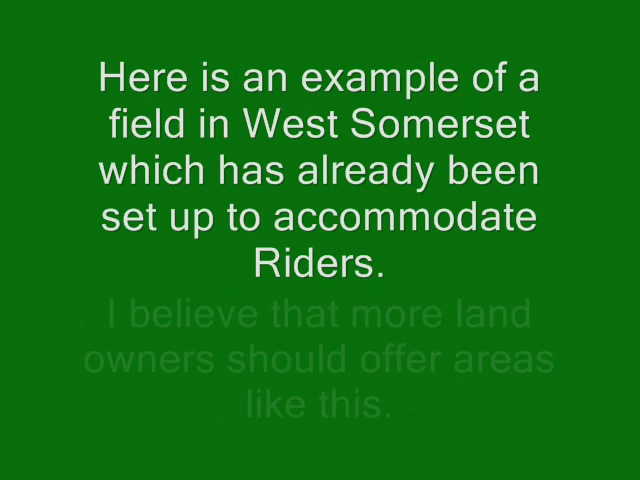 Here is an example of a
field in West Somerset
which has already been
set up to accommodate
Riders.
I believe that more land
owners should offer areas
like this.